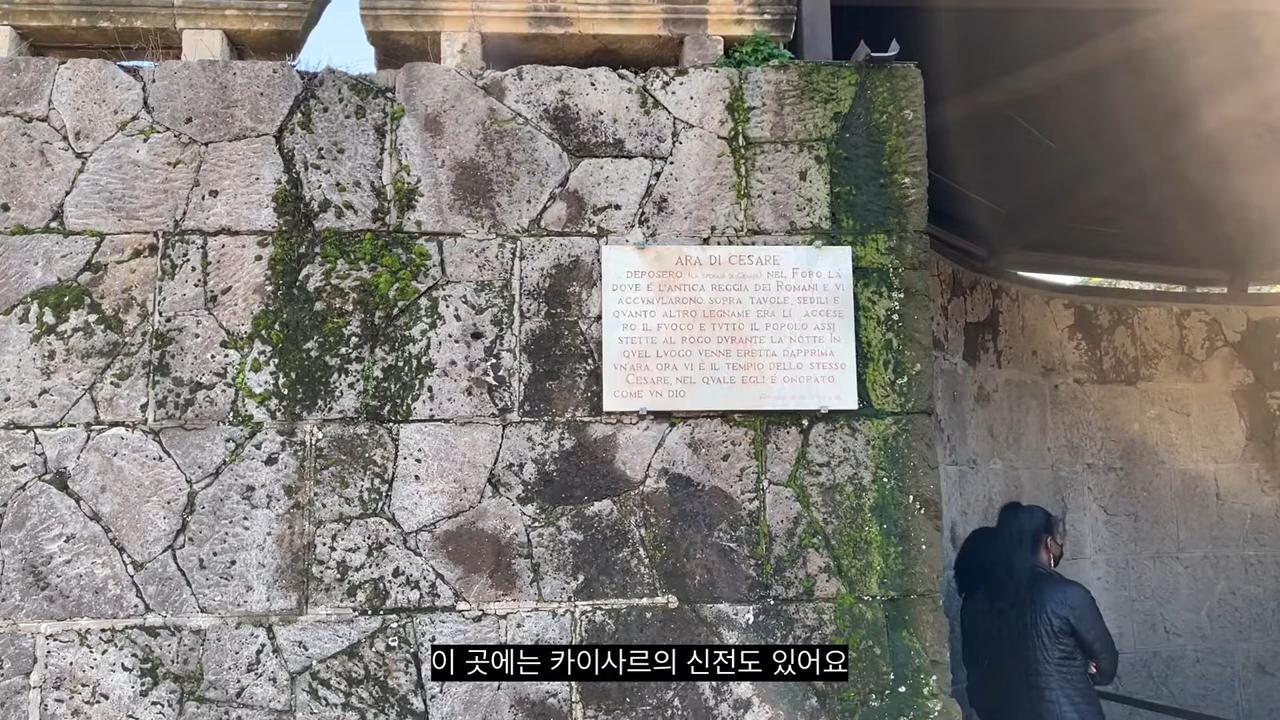 ARA DI CESARE
DEPOSERO (LE SPOGLIE DI CESARE) NEL FORO LÀ
DOVE È L'ANTICA REGGIA DEI ROMANI E VI
ACCVMVLARONO SOPRA TAVOLE, SEDILI E
QVANTO ALTRO LEGNAME ERA LÌ ACCESE
RO IL FVOCO E TVTTO IL POPOLO ASSI
STETTE AL ROGO DVRANTE LA NOTTE IN
QVEL LVOGO VENNE ERETTA DAPPRIMA
VN'ARA, ORA VI È IL TEMPIO DELLO STESSO
CESARE, NEL QVALE EGLI È ONORATO
COME VN DIO
이 곳에는 카이사르의 신전도 있어요